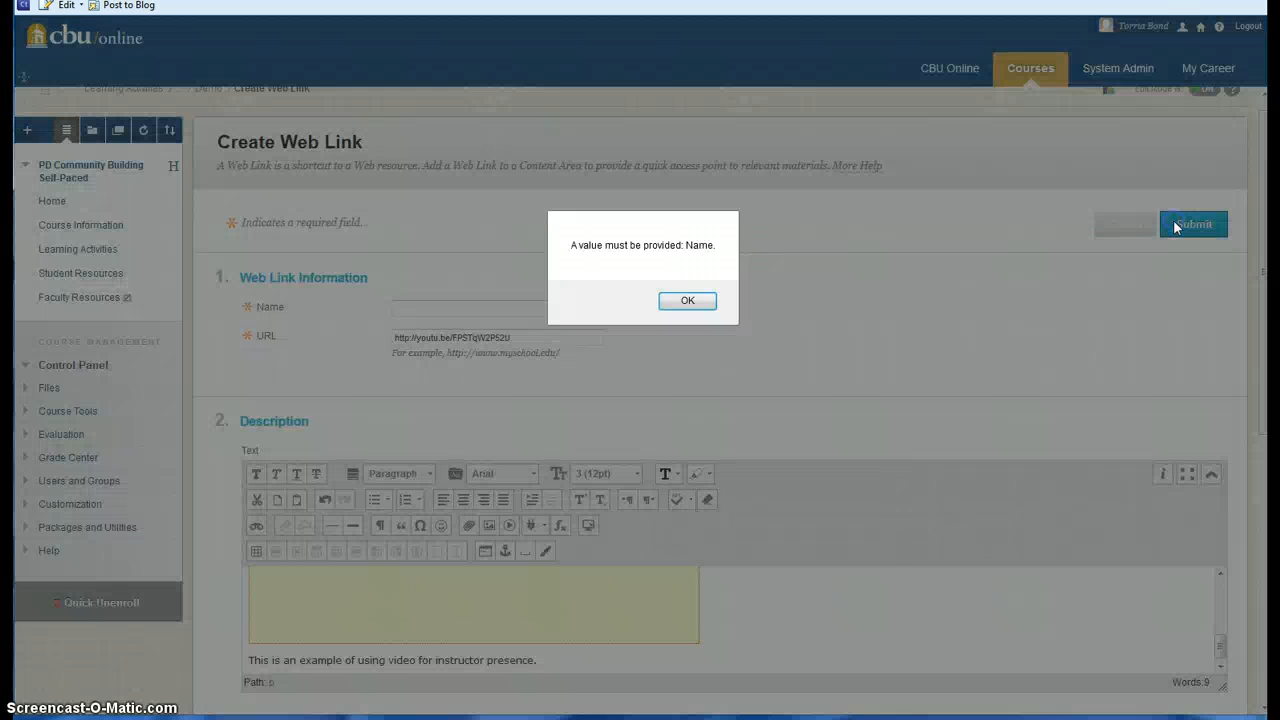 Edit
Post to Blog
cbu/online
Torria Bond
Logout
CBU Online
Courses
System Admin
My Career
Learning Activities
Demo
Create Web Link
PD Community Building
Self-Paced
Home
Course Information
Learning Activities
Student Resources
Faculty Resources
COURSE MANAGEMENT
Control Panel
Files
Course Tools
Evaluation
Grade Center
Users and Groups
Customization
Packages and Utilities
Help
Quick Unenroll
Create Web Link
A Web Link is a shortcut to a Web resource. Add a Web Link to a Content Area to provide a quick access point to relevant materials. More Help
Indicates a required field.
Submit
A value must be provided: Name.
OK
1. Web Link Information
Name
URL
http://youtu.be/FPSTqW2PS2U
For example, http://www.myschool.edu/
2. Description
Text
Paragraph
Arial
3 (12pt)
This is an example of using video for instructor presence.
Path: p
Words:9
Screencast-O-Matic.com